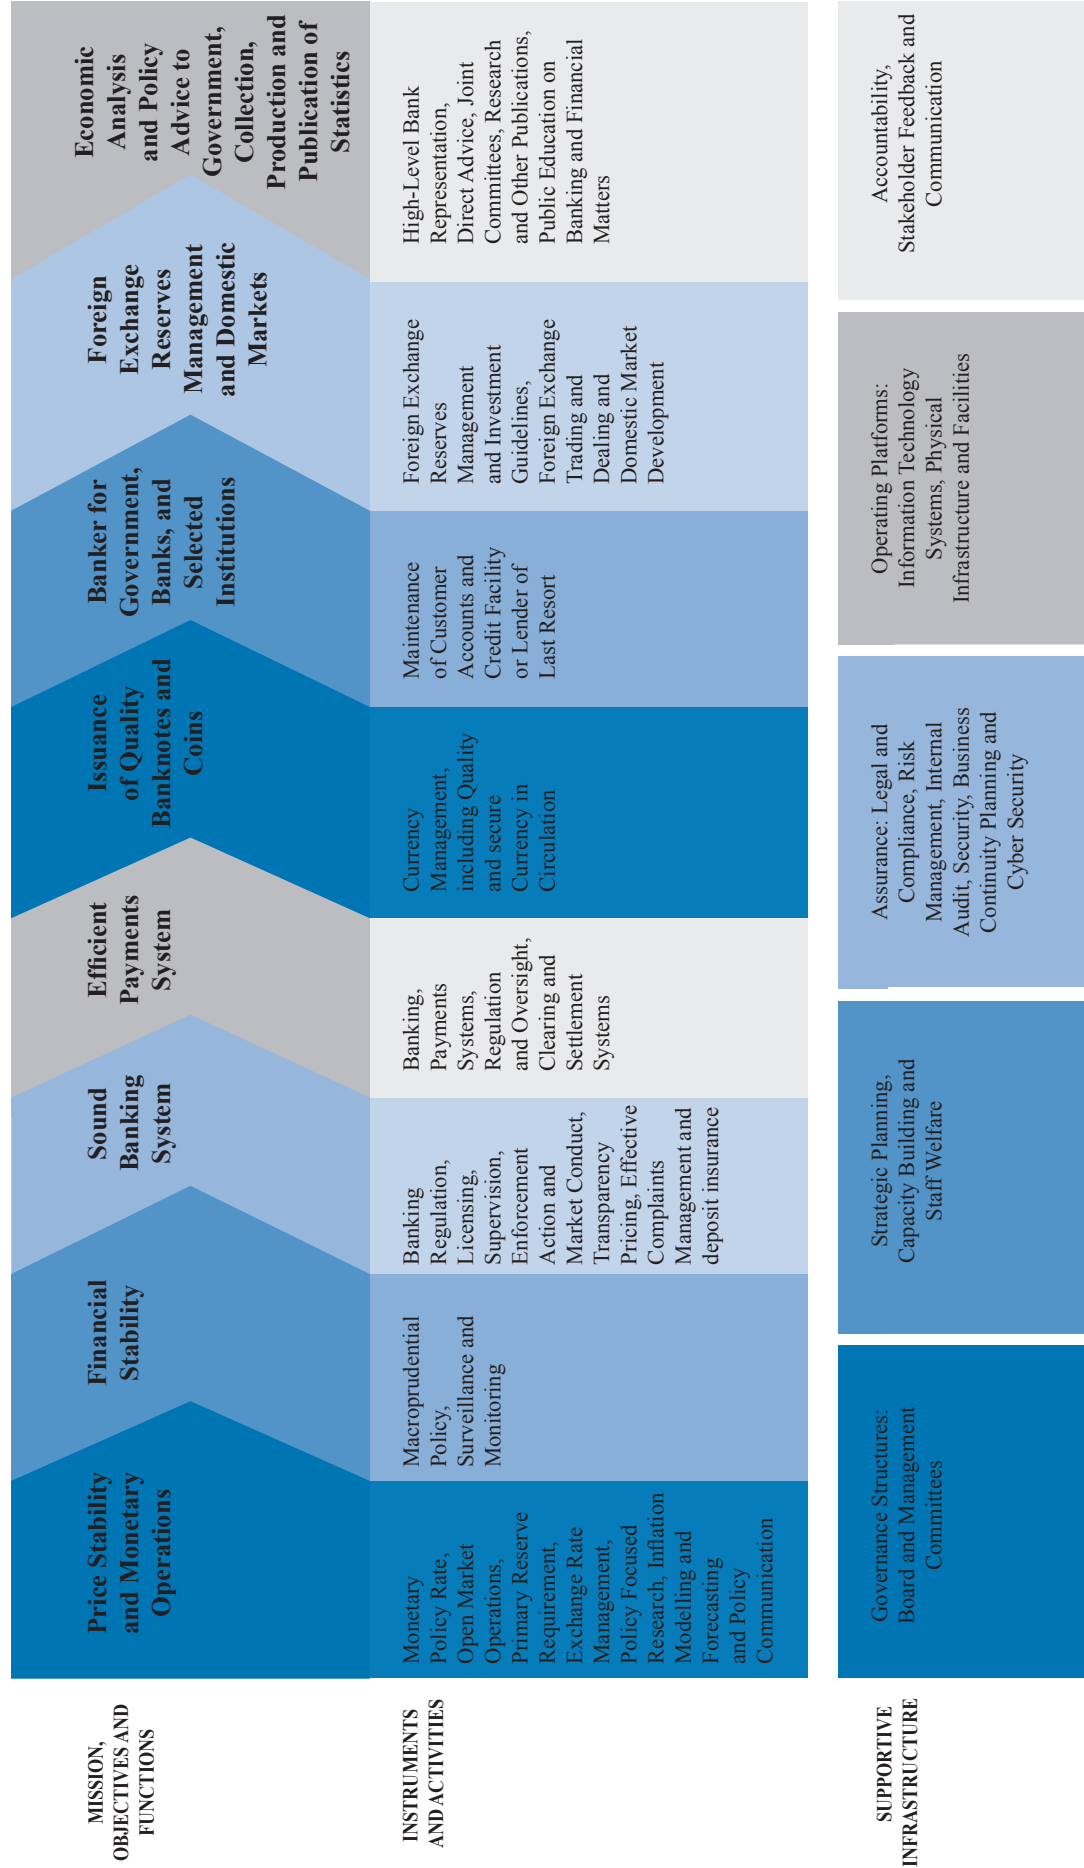 MISSION,
OBJECTIVES AND
FUNCTIONS
Price Stability
and Monetary
Operations
Financial
Stability
Sound
Banking
System
Efficient
Payments
System
Issuance
of Quality
Banknotes and
Coins
Banker for
Government,
Banks, and
Selected
Institutions
Foreign
Exchange
Reserves
Management
and Domestic
Markets
Economic
Analysis
and Policy
Advice to
Government,
Collection,
Production and
Publication of
Statistics
INSTRUMENTS
AND ACTIVITIES
Monetary
Policy Rate,
Open Market
Operations,
Primary Reserve
Requirement,
Exchange Rate
Management,
Policy Focused
Research, Inflation
Modelling and
Forecasting
and Policy
Communication
Macroprudential
Policy,
Surveillance and
Monitoring
Banking
Regulation,
Licensing,
Supervision,
Enforcement
Action and
Market Conduct,
Transparency
Pricing, Effective
Complaints
Management and
deposit insurance
Banking,
Payments
Systems,
Regulation
and Oversight,
Clearing and
Settlement
Systems
Currency
Management,
including Quality
and secure
Currency in
Circulation
Maintenance
of Customer
Accounts and
Credit Facility
or Lender of
Last Resort
Foreign Exchange
Reserves
Management
and Investment
Guidelines,
Foreign Exchange
Trading and
Dealing and
Domestic Market
Development
High-Level Bank
Representation,
Direct Advice, Joint
Committees, Research
and Other Publications,
Public Education on
Banking and Financial
Matters
SUPPORTIVE
INFRASTRUCTURE
Governance Structures:
Board and Management
Committees
Strategic Planning,
Capacity Building and
Staff Welfare
Assurance: Legal and
Compliance, Risk
Management, Internal
Audit, Security, Business
Continuity Planning and
Cyber Security
Operating Platforms:
Information Technology
Systems, Physical
Infrastructure and Facilities
Accountability,
Stakeholder Feedback and
Communication